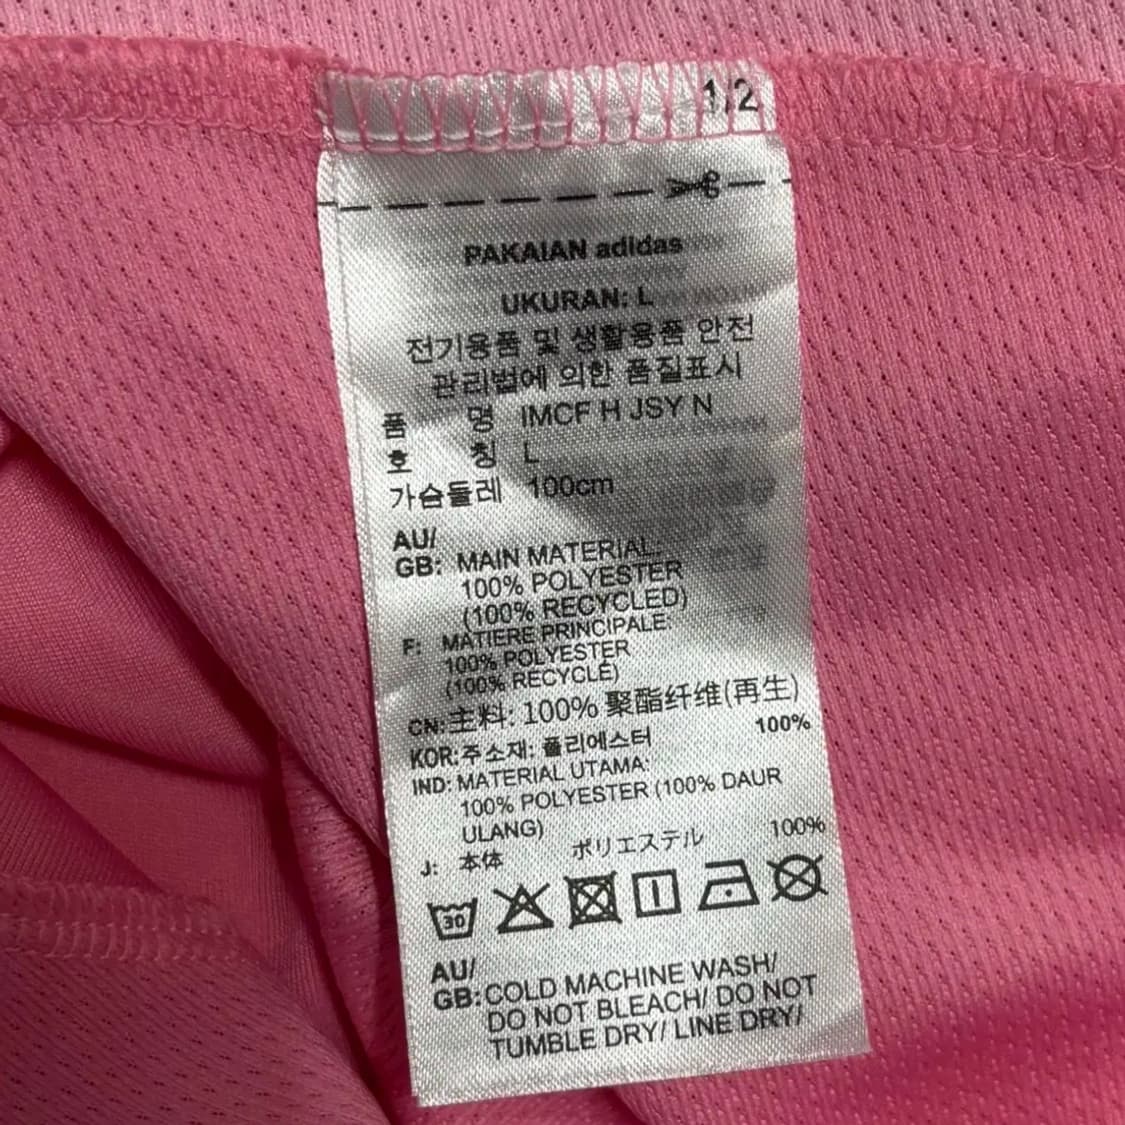 1/2
PAKAIAN adidas
UKURAN: L
전기용품 및 생활용품 안전
관리법에 의한 품질표시
품 명 IMCF H JSY N
호 칭 L
가슴둘레 100cm
AU/
GB: MAIN MATERIAL:
100% POLYESTER
(100% RECYCLED)
F: MATIERE PRINCIPALE:
100% POLYESTER
(100% RECYCLÉ)
CN: 主料: 100% 聚酯纤维(再生)
KOR: 주소재: 폴리에스터 100%
IND: MATERIAL UTAMA:
100% POLYESTER (100% DAUR
ULANG)
J: 本体 ポリエステル 100%
30
AU/
GB: COLD MACHINE WASH/
DO NOT BLEACH/ DO NOT
TUMBLE DRY/ LINE DRY/